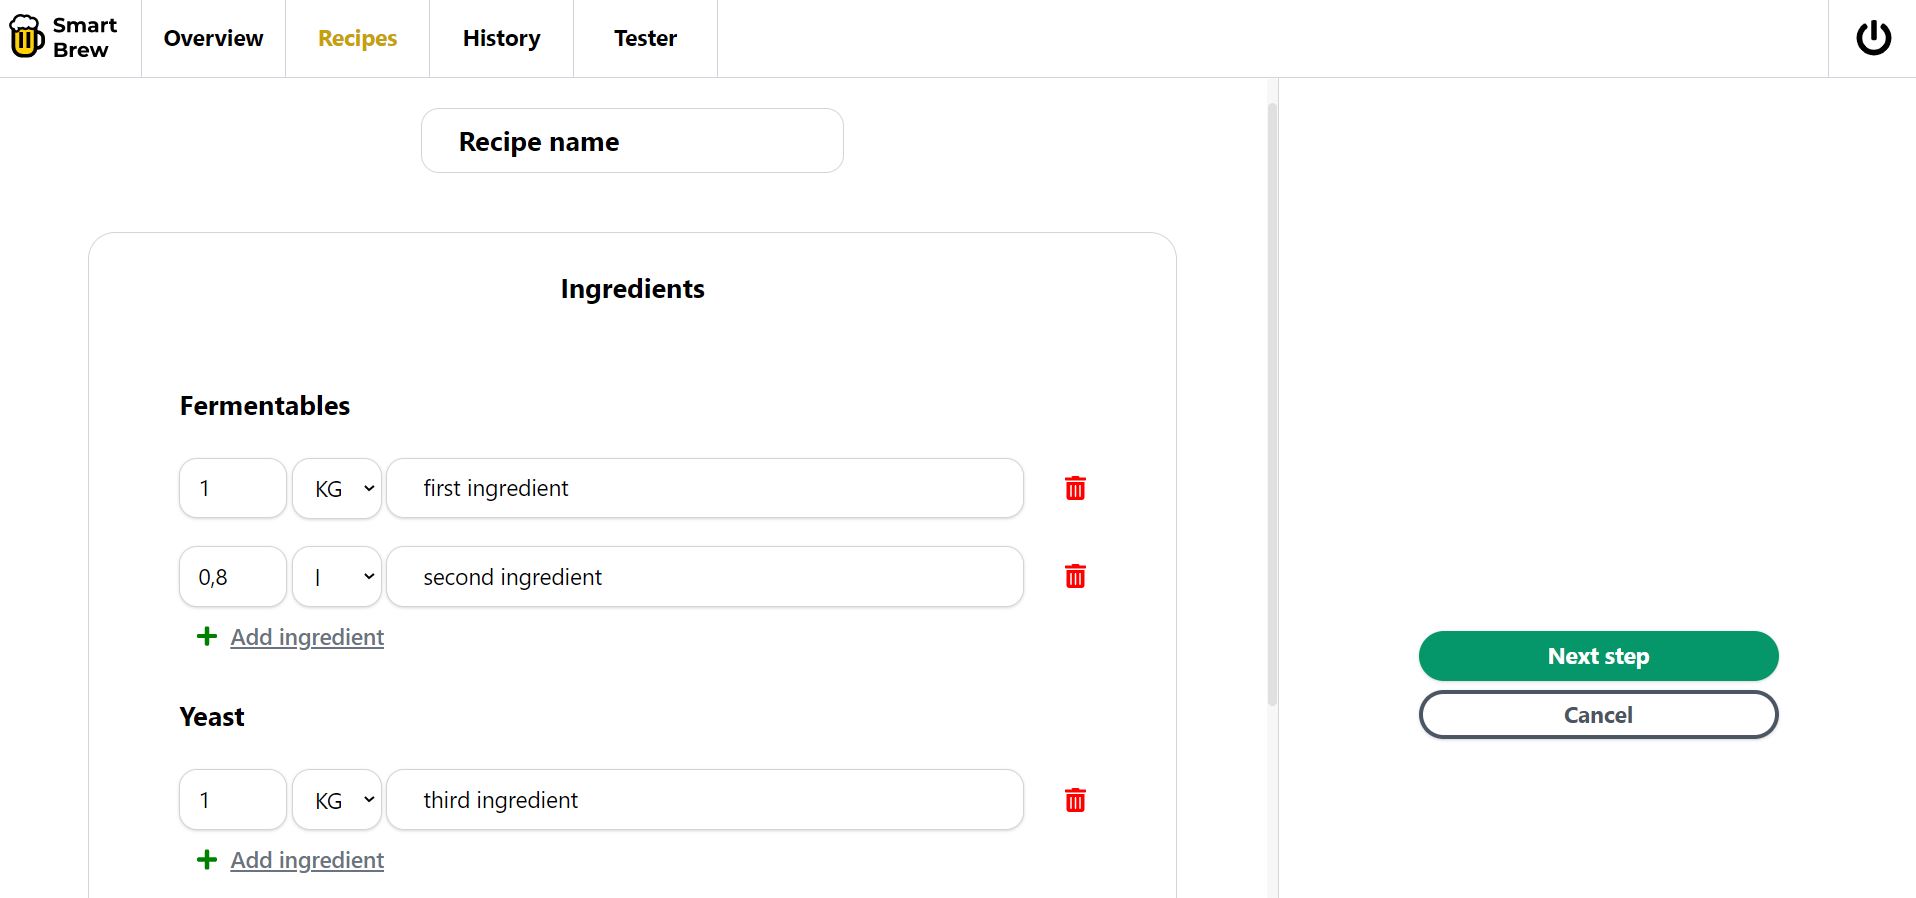 Smart
Brew
Overview
Recipes
History
Tester
Recipe name
Ingredients
Fermentables
1 KG first ingredient
0,8 l second ingredient
Add ingredient
Yeast
1 KG third ingredient
Add ingredient
Next step
Cancel